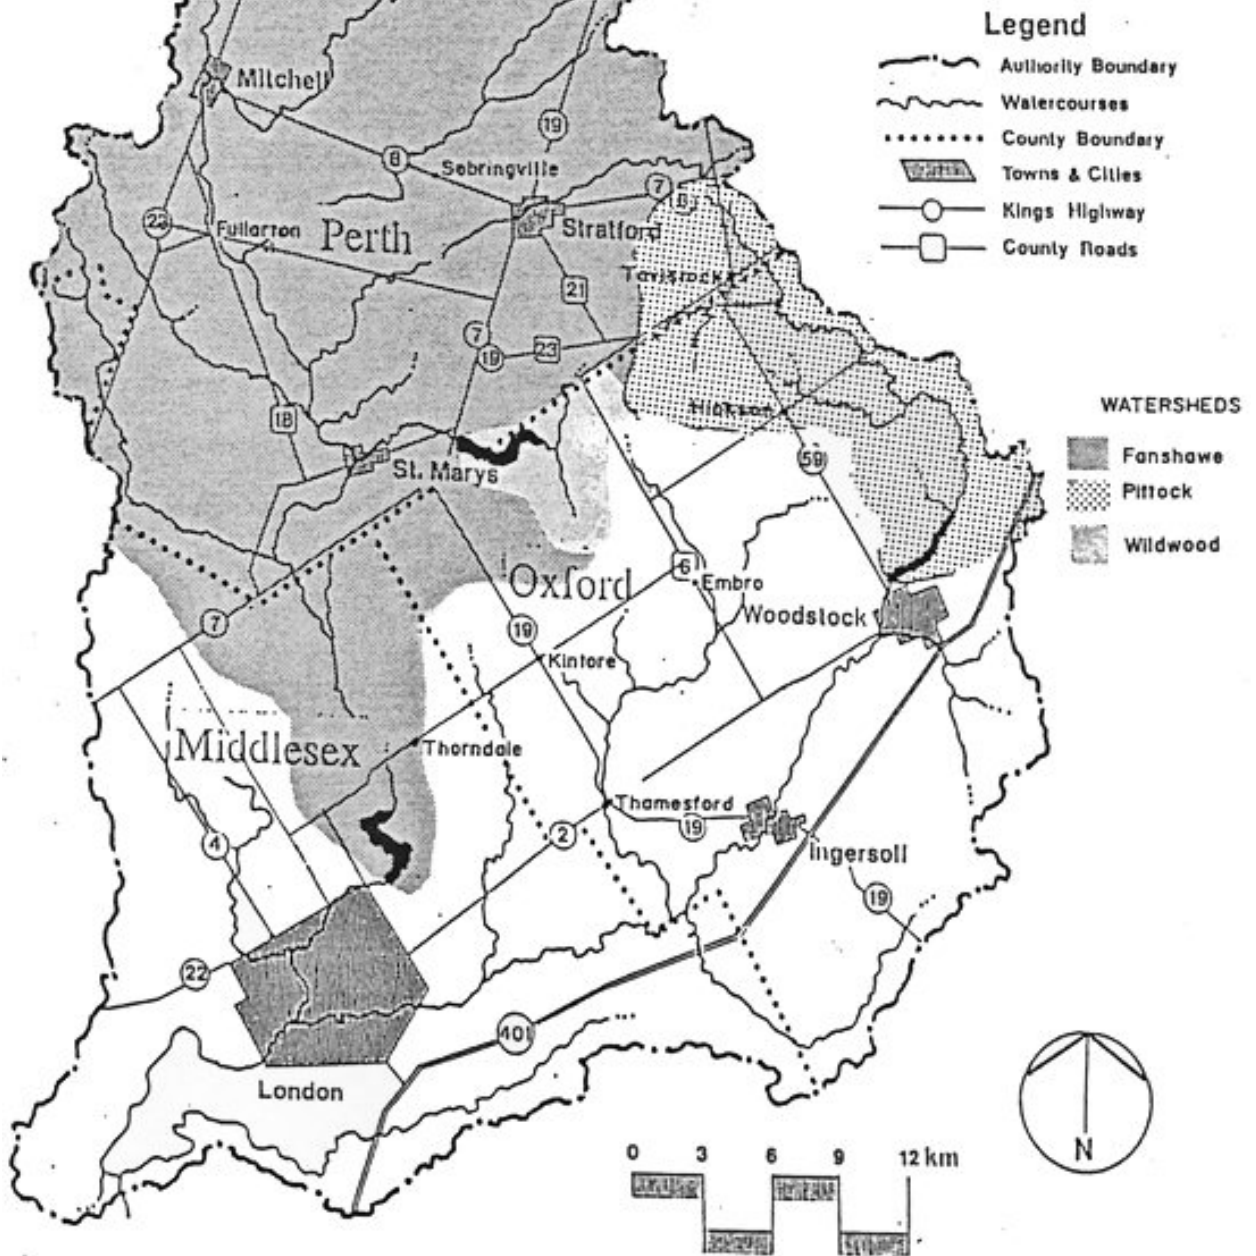 Legend
Authority Boundary
Watercourses
County Boundary
Towns & Cities
Kings Highway
County Roads
WATERSHEDS
Fanshawe
Pittock
Wildwood
Mitchell
19
8
Sebringville
7
8
23
Fullarton
Perth
Stratford
Tavistock
21
7
19
23
18
Hickson
59
St. Marys
6
Oxford
Embro
Woodstock
7
19
Kintore
Middlesex
Thorndale
Thamesford
19
2
4
Ingersoll
19
22
401
London
N
0 3 6 9 12 km